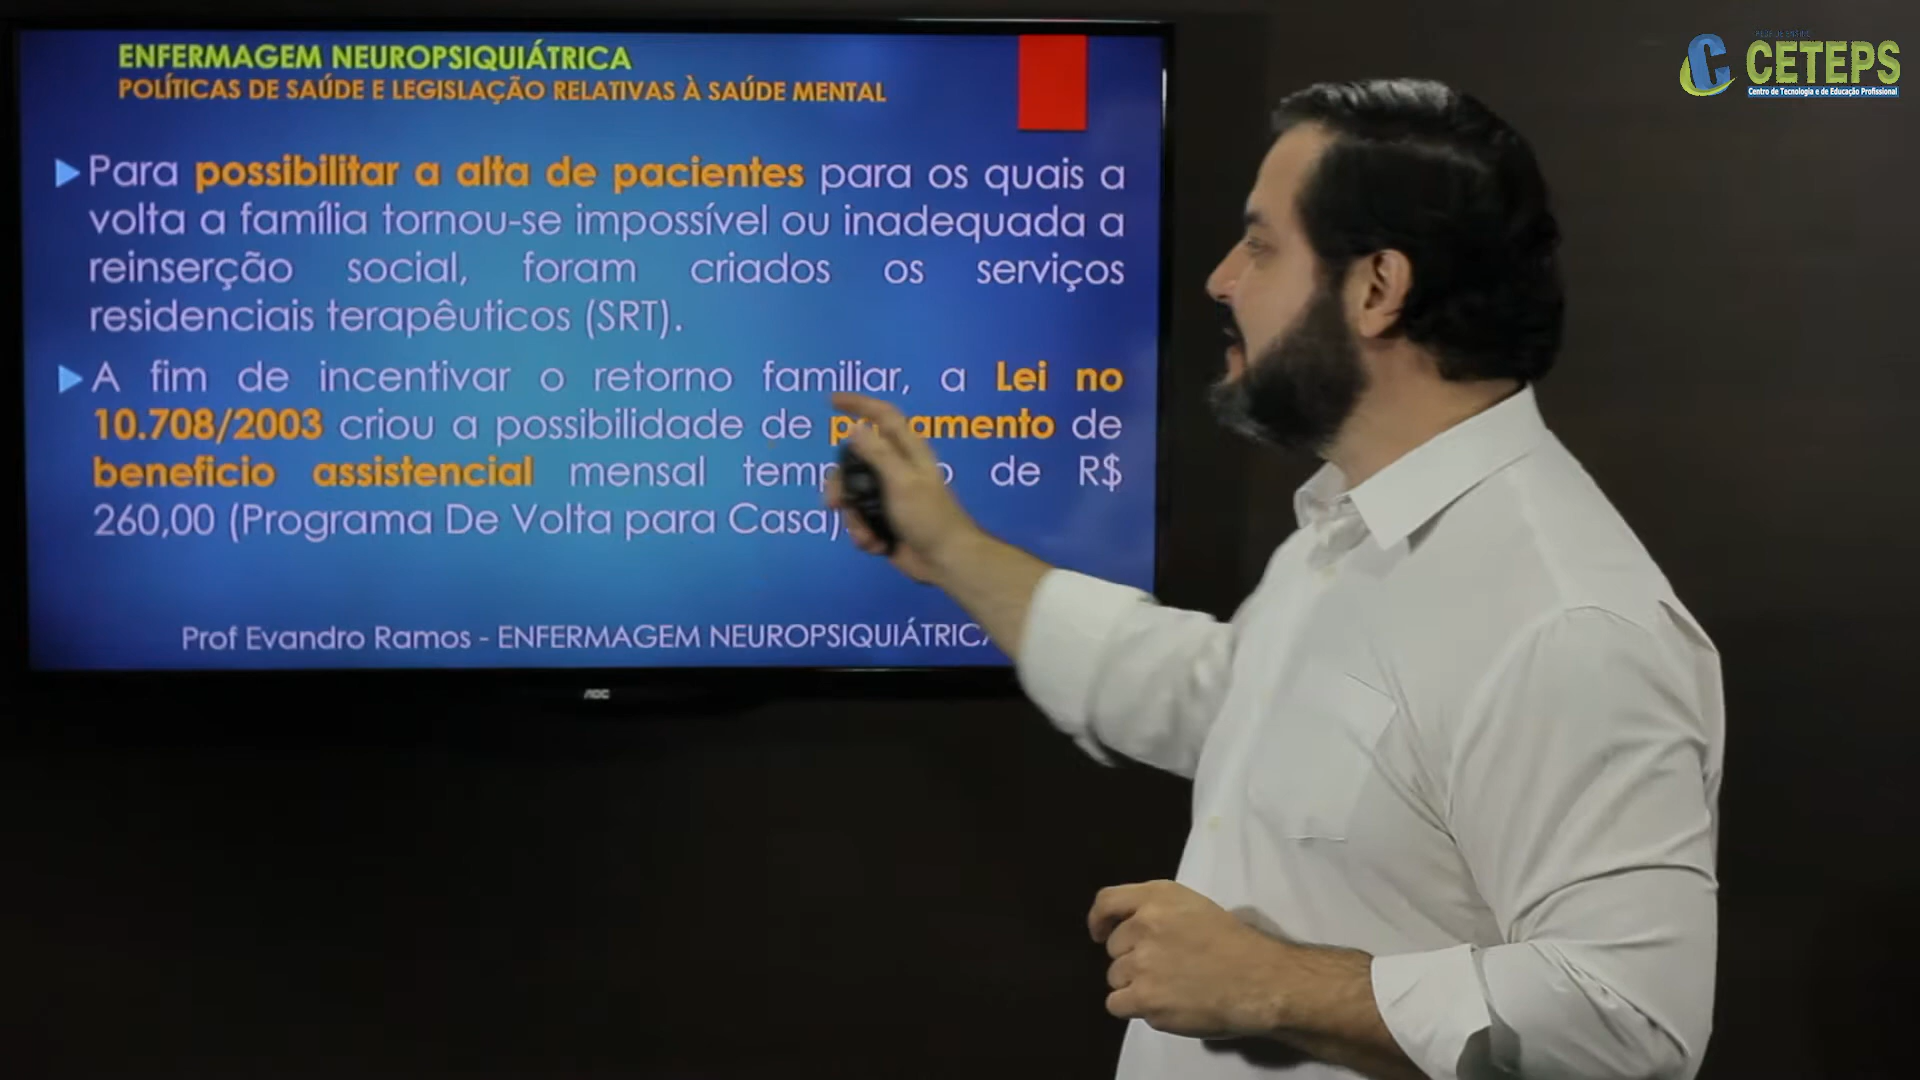 ENFERMAGEM NEUROPSIQUIÁTRICA
POLÍTICAS DE SAÚDE E LEGISLAÇÃO RELATIVAS À SAÚDE MENTAL
Para possibilitar a alta de pacientes para os quais a
volta a família tornou-se impossível ou inadequada a
reinserção social, foram criados os serviços
residenciais terapêuticos (SRT).
A fim de incentivar o retorno familiar, a Lei no
10.708/2003 criou a possibilidade de
beneficio assistencial mensal de R$
260,00 (Programa De Volta para Casa)
Prof Evandro Ramos - ENFERMAGEM NEUROPSIQUIÁTRICA
AOC
CETEPS
Centro de Tecnologia e de Educação Profissional